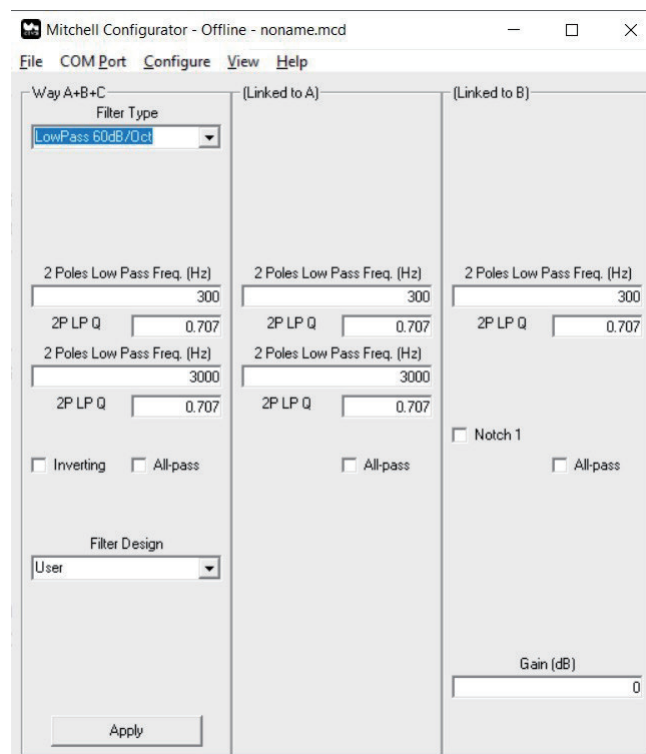 Mitchell Configurator - Offline - noname.mcd
File COM Port Configure View Help
Way A+B+C
Filter Type
LowPass 60dB/Oct
2 Poles Low Pass Freq. (Hz)
300
2P LP Q 0.707
2 Poles Low Pass Freq. (Hz)
3000
2P LP Q 0.707
Inverting All-pass
Filter Design
User
Apply
(Linked to A)
2 Poles Low Pass Freq. (Hz)
300
2P LP Q 0.707
2 Poles Low Pass Freq. (Hz)
3000
2P LP Q 0.707
All-pass
(Linked to B)
2 Poles Low Pass Freq. (Hz)
300
2P LP Q 0.707
Notch 1
All-pass
Gain (dB)
0